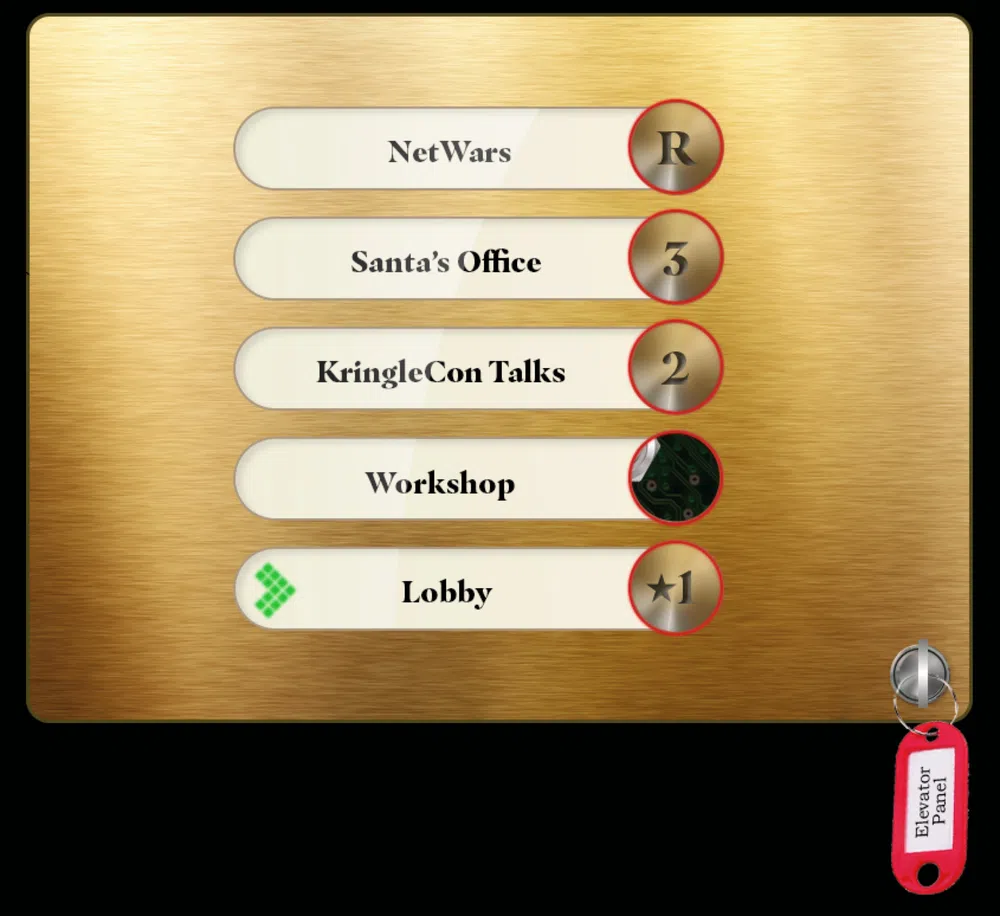 NetWars R
Santa's Office 3
KringleCon Talks 2
Workshop
Lobby ★1
Elevator
Panel